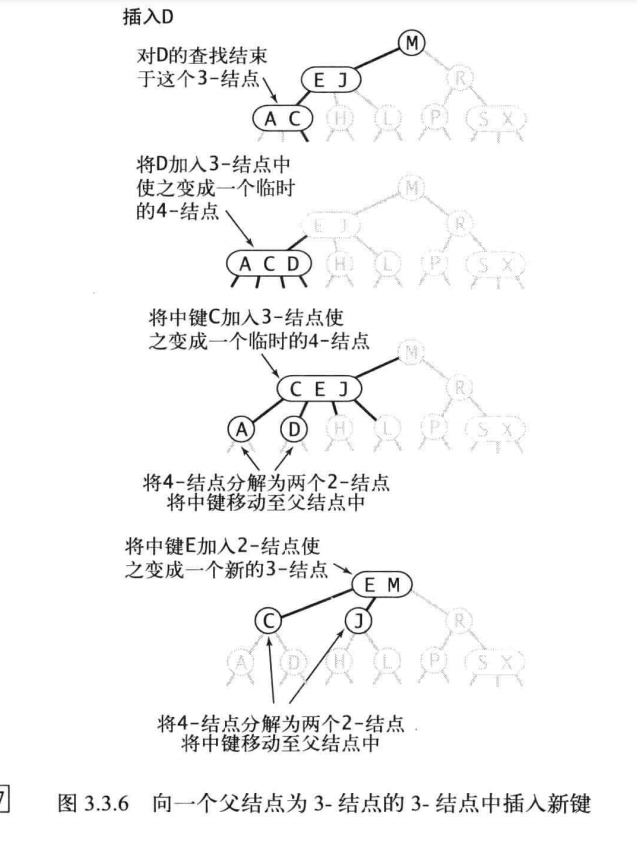 插入D
对D的查找结束
于这个3-结点
M
E J
R
A C
H
L
P
S X
将D加入3-结点中
使之变成一个临时
的4-结点
M
E J
R
A C D
H
L
P
S X
将中键C加入3-结点使
之变成一个临时的4-结点
M
C E J
R
A
D
H
L
P
S X
将4-结点分解为两个2-结点
将中键移动至父结点中
将中键E加入2-结点使
之变成一个新的3-结点
E M
C
J
R
A
D
H
L
P
S X
将4-结点分解为两个2-结点
将中键移动至父结点中
图 3.3.6 向一个父结点为 3- 结点的 3- 结点中插入新键